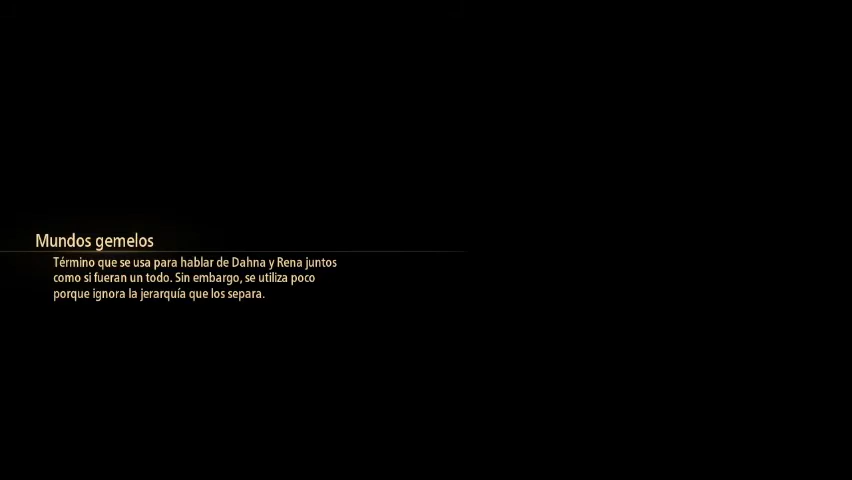 Mundos gemelos
Término que se usa para hablar de Dahna y Rena juntos
como si fueran un todo. Sin embargo, se utiliza poco
porque ignora la jerarquía que los separa.